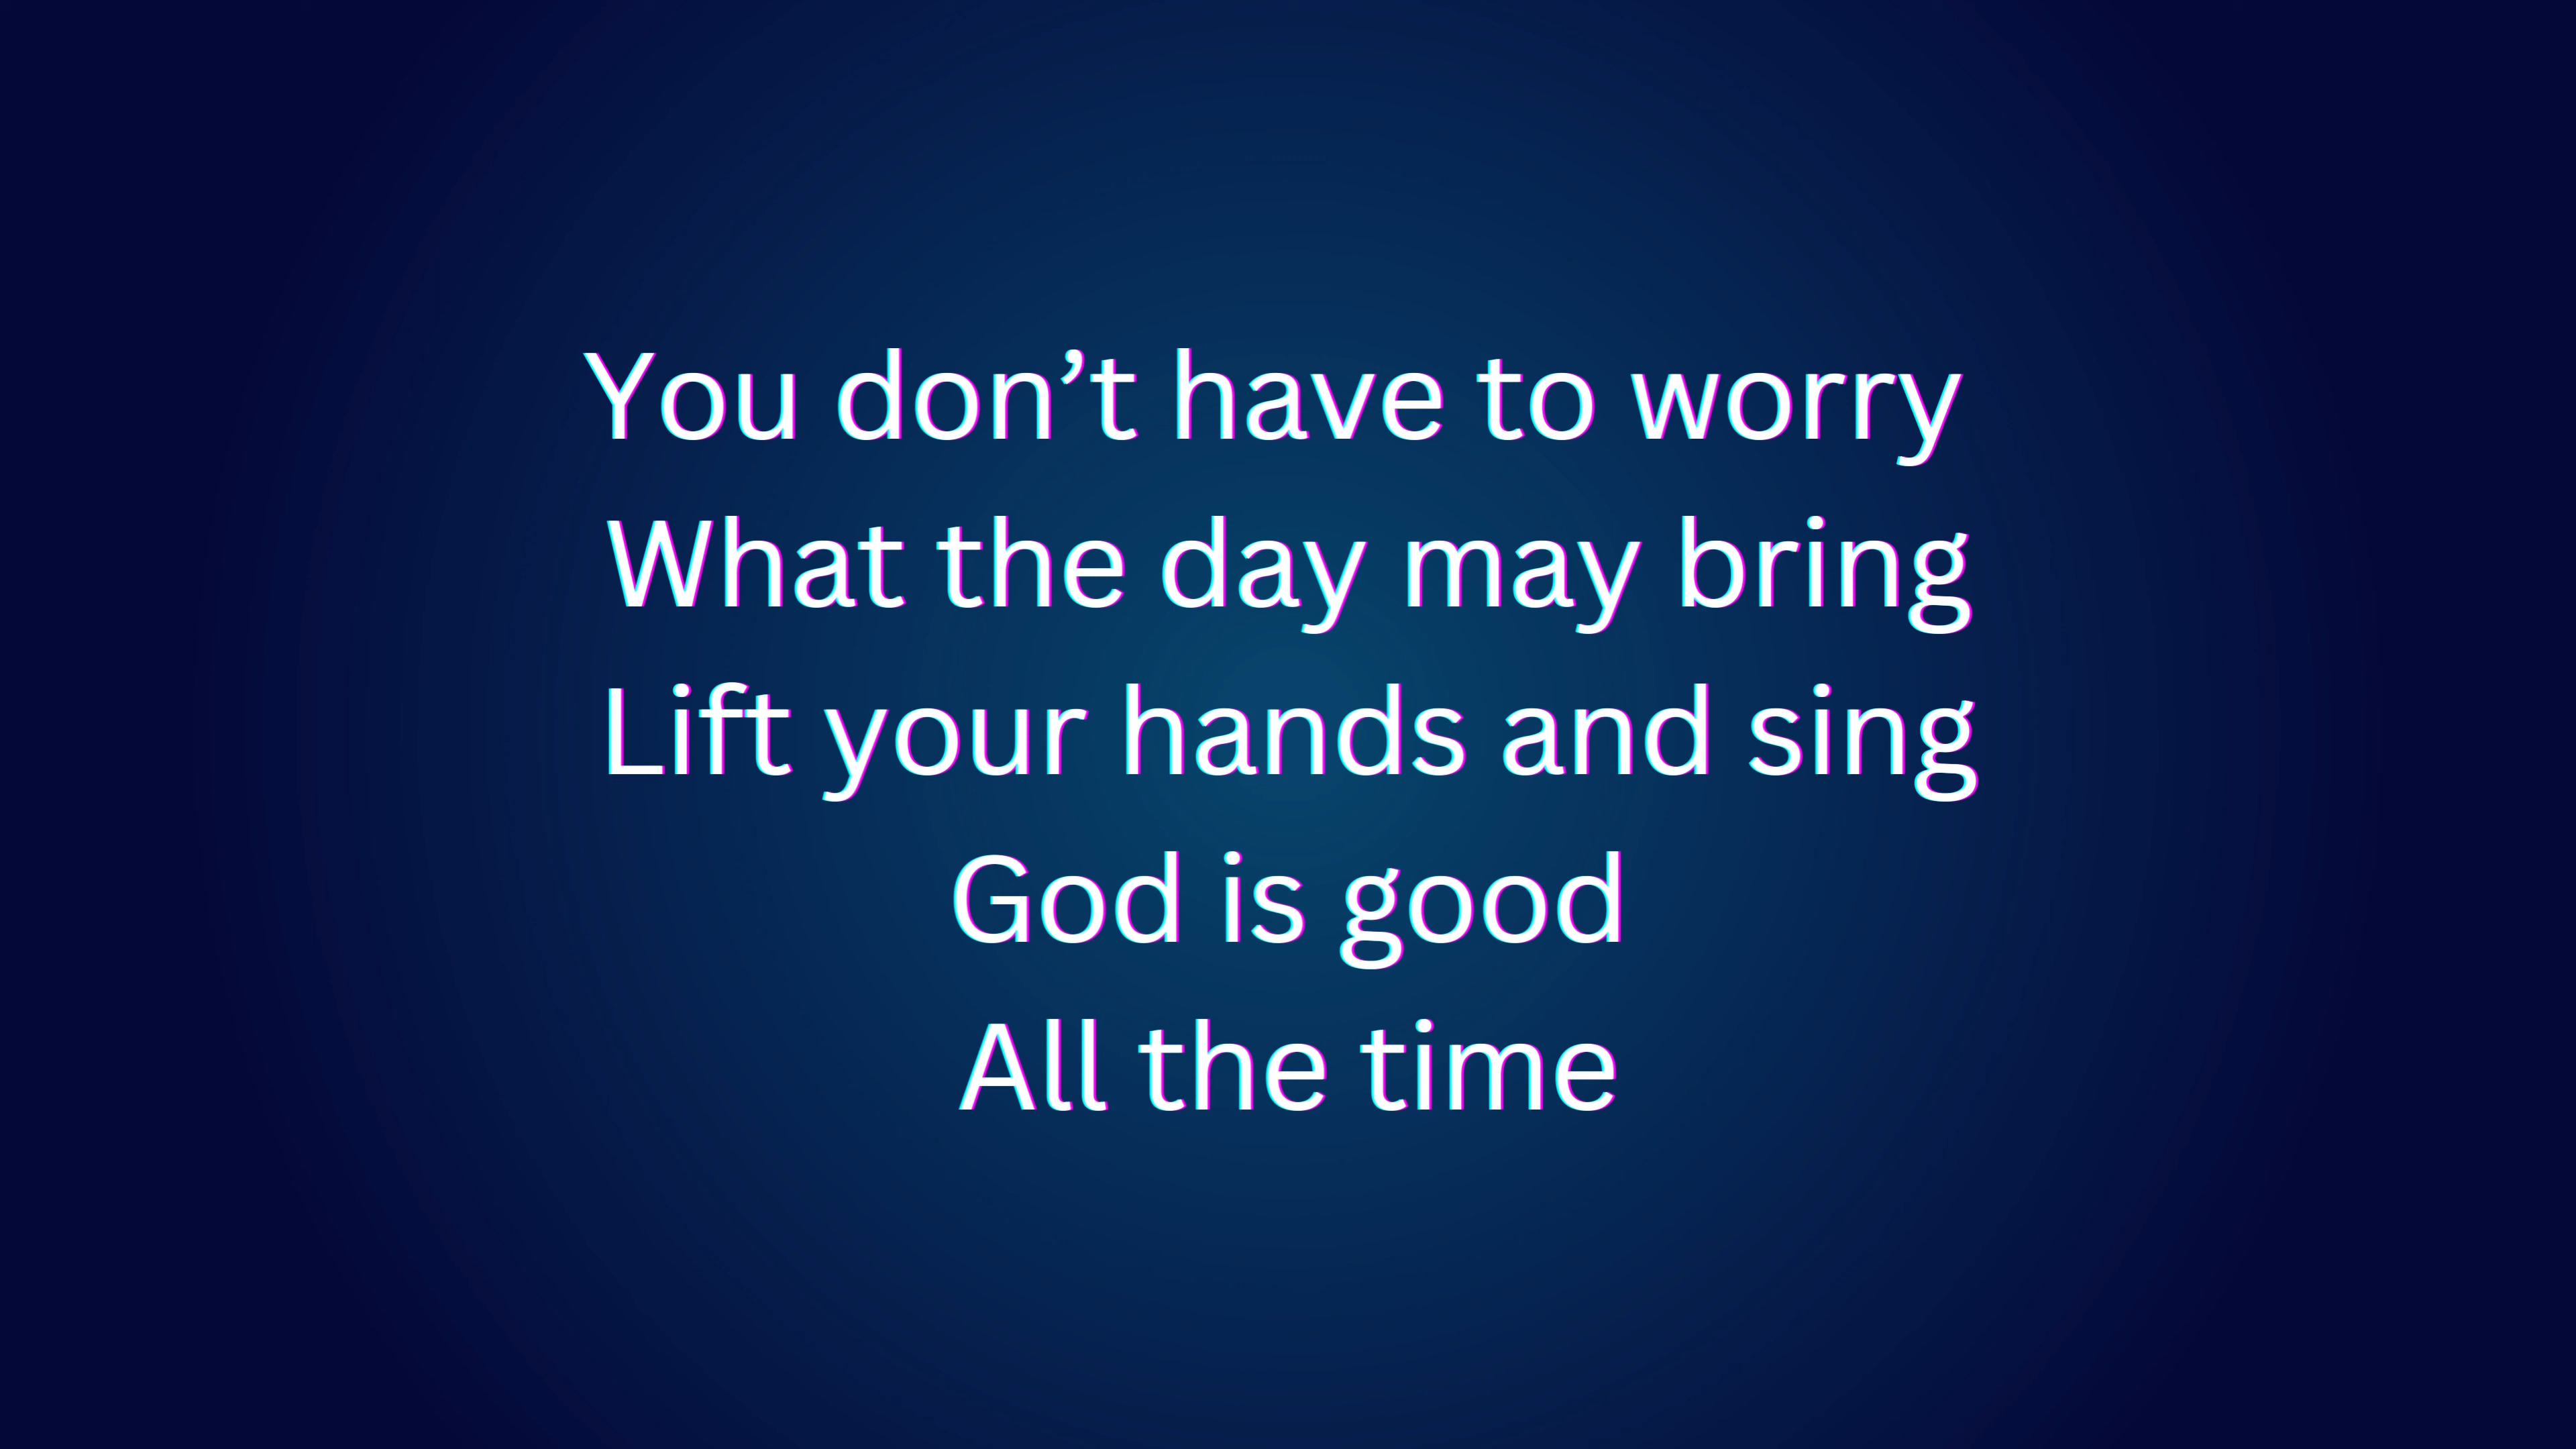 You don’t have to worry
What the day may bring
Lift your hands and sing
God is good
All the time